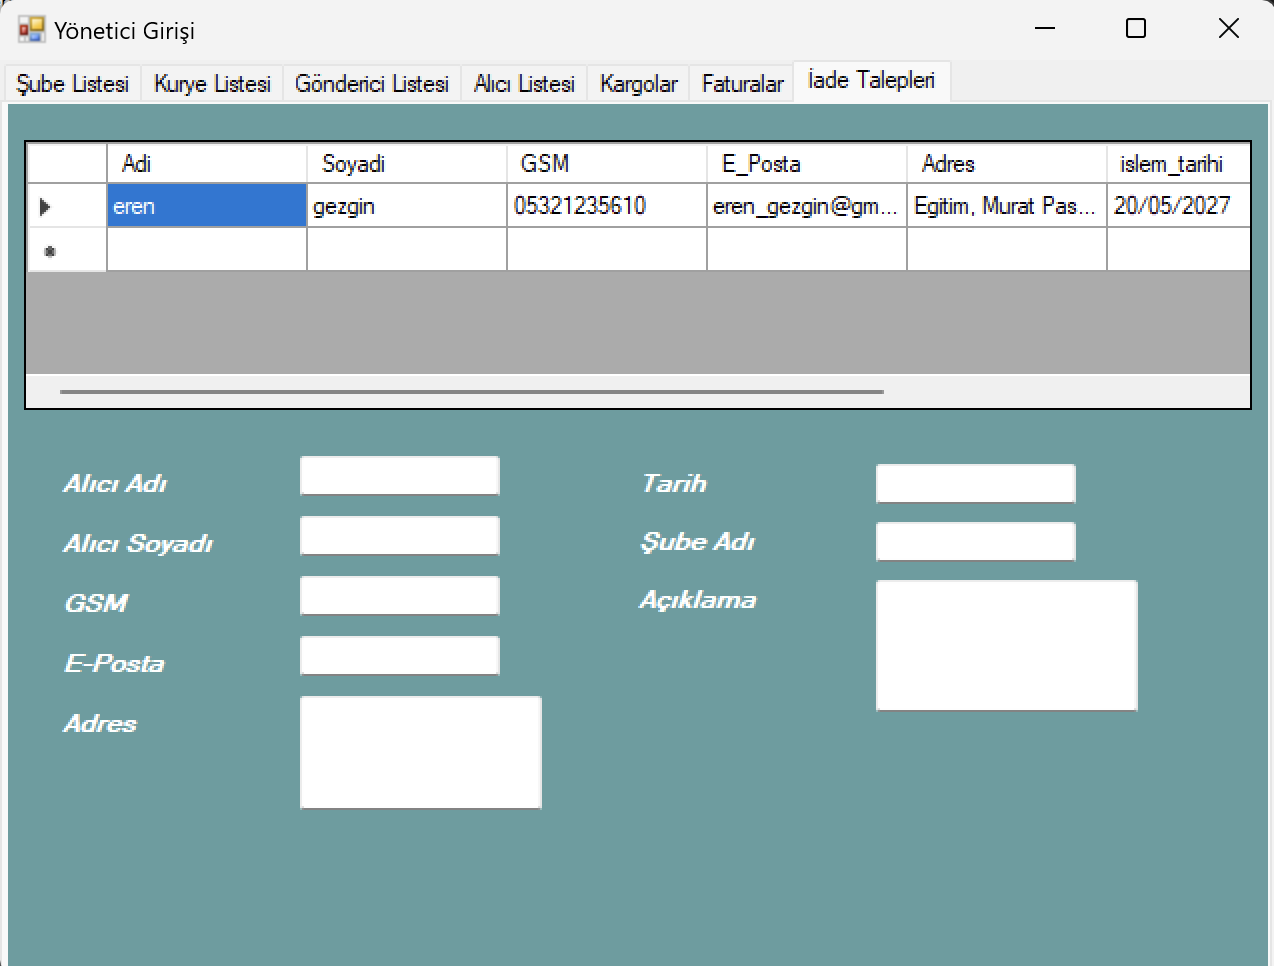 Yönetici Girişi
Şube Listesi Kurye Listesi Gönderici Listesi Alıcı Listesi Kargolar Faturalar İade Talepleri
Adi Soyadi GSM E_Posta Adres islem_tarihi
eren gezgin 05321235610 eren_gezgin@gm... Egitim, Murat Pas... 20/05/2027
Alıcı Adı
Alıcı Soyadı
GSM
E-Posta
Adres
Tarih
Şube Adı
Açıklama